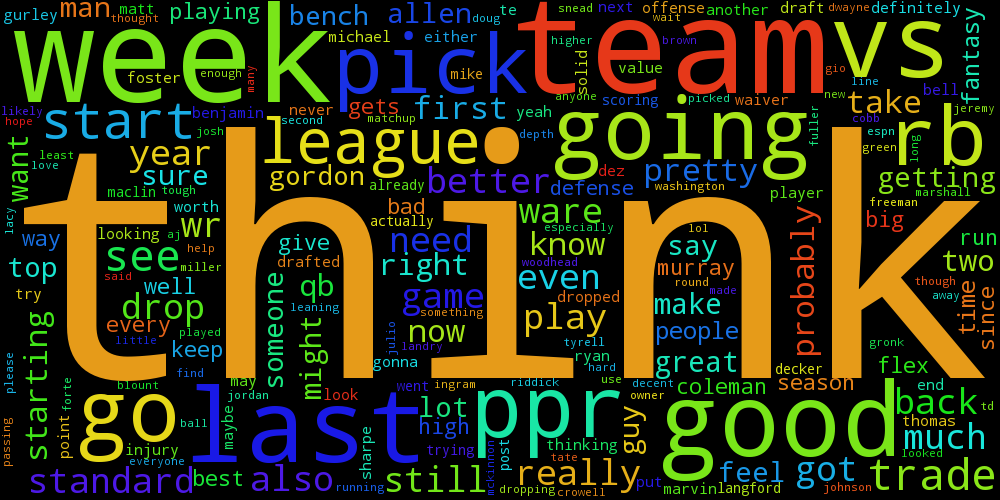 gurley man matt thought playing bench allen doug te snead next offense another draft dwayne definitely
week michael either pick team vs wait brown fantasy
foster enough many mike higher solid value gio line bell
likely hope start benjamin josh never second gets matchup first yeah anyone scoring picked waiver new take cobb espn jeremy
want least love year sure league gordon already depth better going defense dez pretty washington fuller player green rb long getting
maclin tough worth wr bad actually ware especially lol freeman marshall big
lacy way looking aj help see give need know say run
top miller said drafted right woodhead even murray round probably though two
try well qb leaning game something dropped make made away time since
think
starting drop every played little someone might now julio landry play tyrell people gronk
please keep find gonna ryan hard great decker flex
forte blount may jordan look went ingram riddick use decent owner coleman season end back td
go last lot high ppr guy good thomas
passing point injury ball everyone maybe sharpe trying mckinnon post thinking tate much looked
standard best also running still dropping crowell really put marvin langford feel got johnson trade